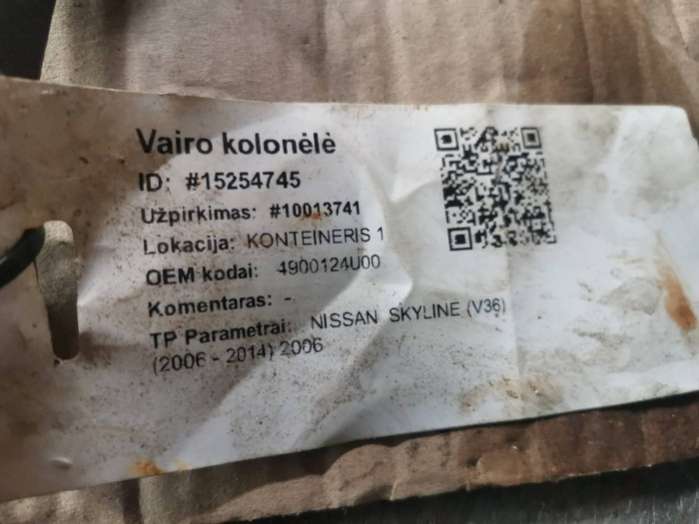 Vairo kolonėlė
ID: #15254745
Užpirkimas: #10013741
Lokacija: KONTEINERIS 1
OEM kodai: 4900124U00
Komentaras: -
TP Parametrai: NISSAN SKYLINE (V36)
(2006 - 2014) 2006